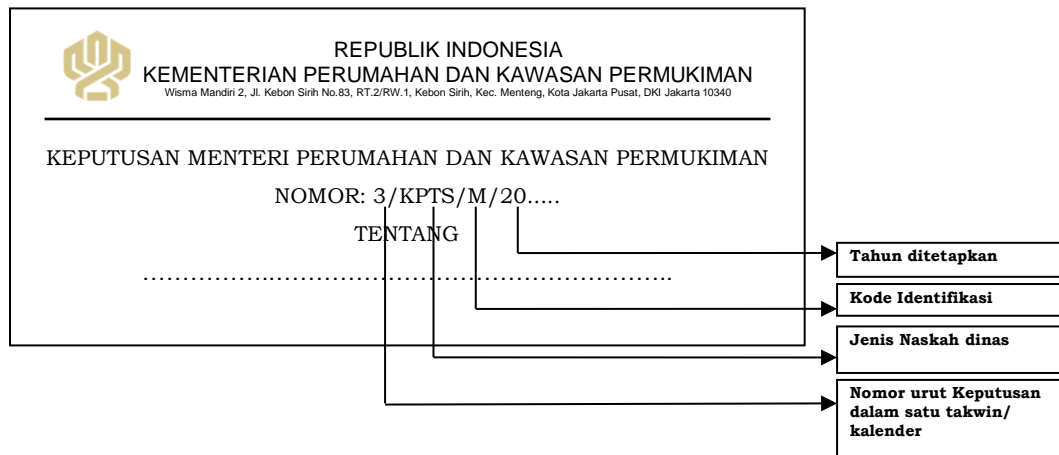 REPUBLIK INDONESIA
KEMENTERIAN PERUMAHAN DAN KAWASAN PERMUKIMAN
Wisma Mandiri 2, Jl. Kebon Sirih No.83, RT.2/RW.1, Kebon Sirih, Kec. Menteng, Kota Jakarta Pusat, DKI Jakarta 10340
KEPUTUSAN MENTERI PERUMAHAN DAN KAWASAN PERMUKIMAN
NOMOR: 3/KPTS/M/20.....
TENTANG
…………….………………………………………………..
Tahun ditetapkan
Kode Identifikasi
Jenis Naskah dinas
Nomor urut Keputusan
dalam satu takwin/
kalender